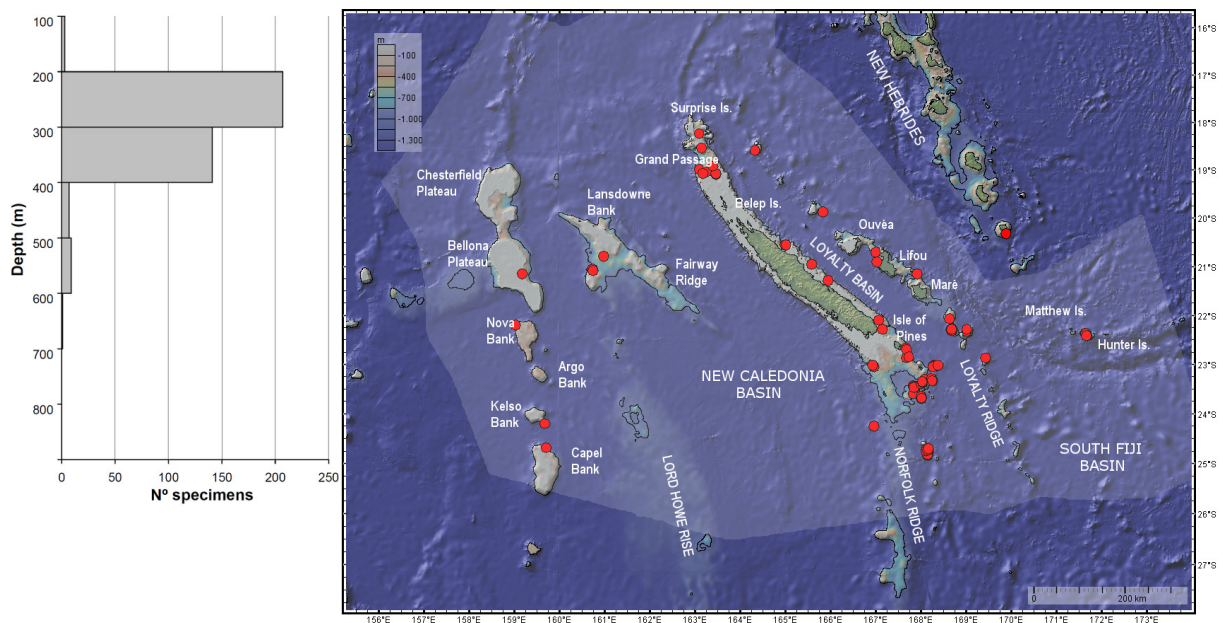 100
200
300
400
500
600
700
800
Depth (m)
0
50
100
150
200
250
Nº specimens
m
-100
-400
-700
-1.000
-1.300
Surprise Is.
Grand Passage
Belep Is.
Chesterfield
Plateau
Lansdowne
Bank
Bellona
Plateau
Fairway
Ridge
Nova
Bank
Argo
Bank
Kelso
Bank
Capel
Bank
NEW CALEDONIA
BASIN
LORD HOWE RISE
NEW HEBRIDES
Ouvéa
Lifou
Maré
LOYALTY BASIN
Isle of
Pines
Matthew Is.
Hunter Is.
LOYALTY RIDGE
NORFOLK RIDGE
SOUTH FIJI
BASIN
0
200 km
16°S
17°S
18°S
19°S
20°S
21°S
22°S
23°S
24°S
25°S
26°S
27°S
156°E
157°E
158°E
159°E
160°E
161°E
162°E
163°E
164°E
165°E
166°E
167°E
168°E
169°E
170°E
171°E
172°E
173°E